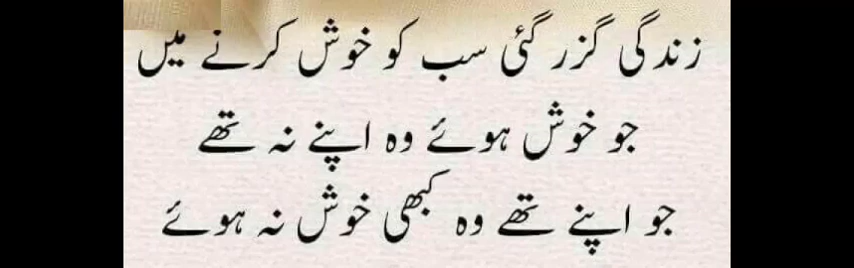 زندگی گزر گئی سب کو خوش کرنے میں
جو خوش ہوئے وہ اپنے نہ تھے
جو اپنے تھے وہ کبھی خوش نہ ہوئے